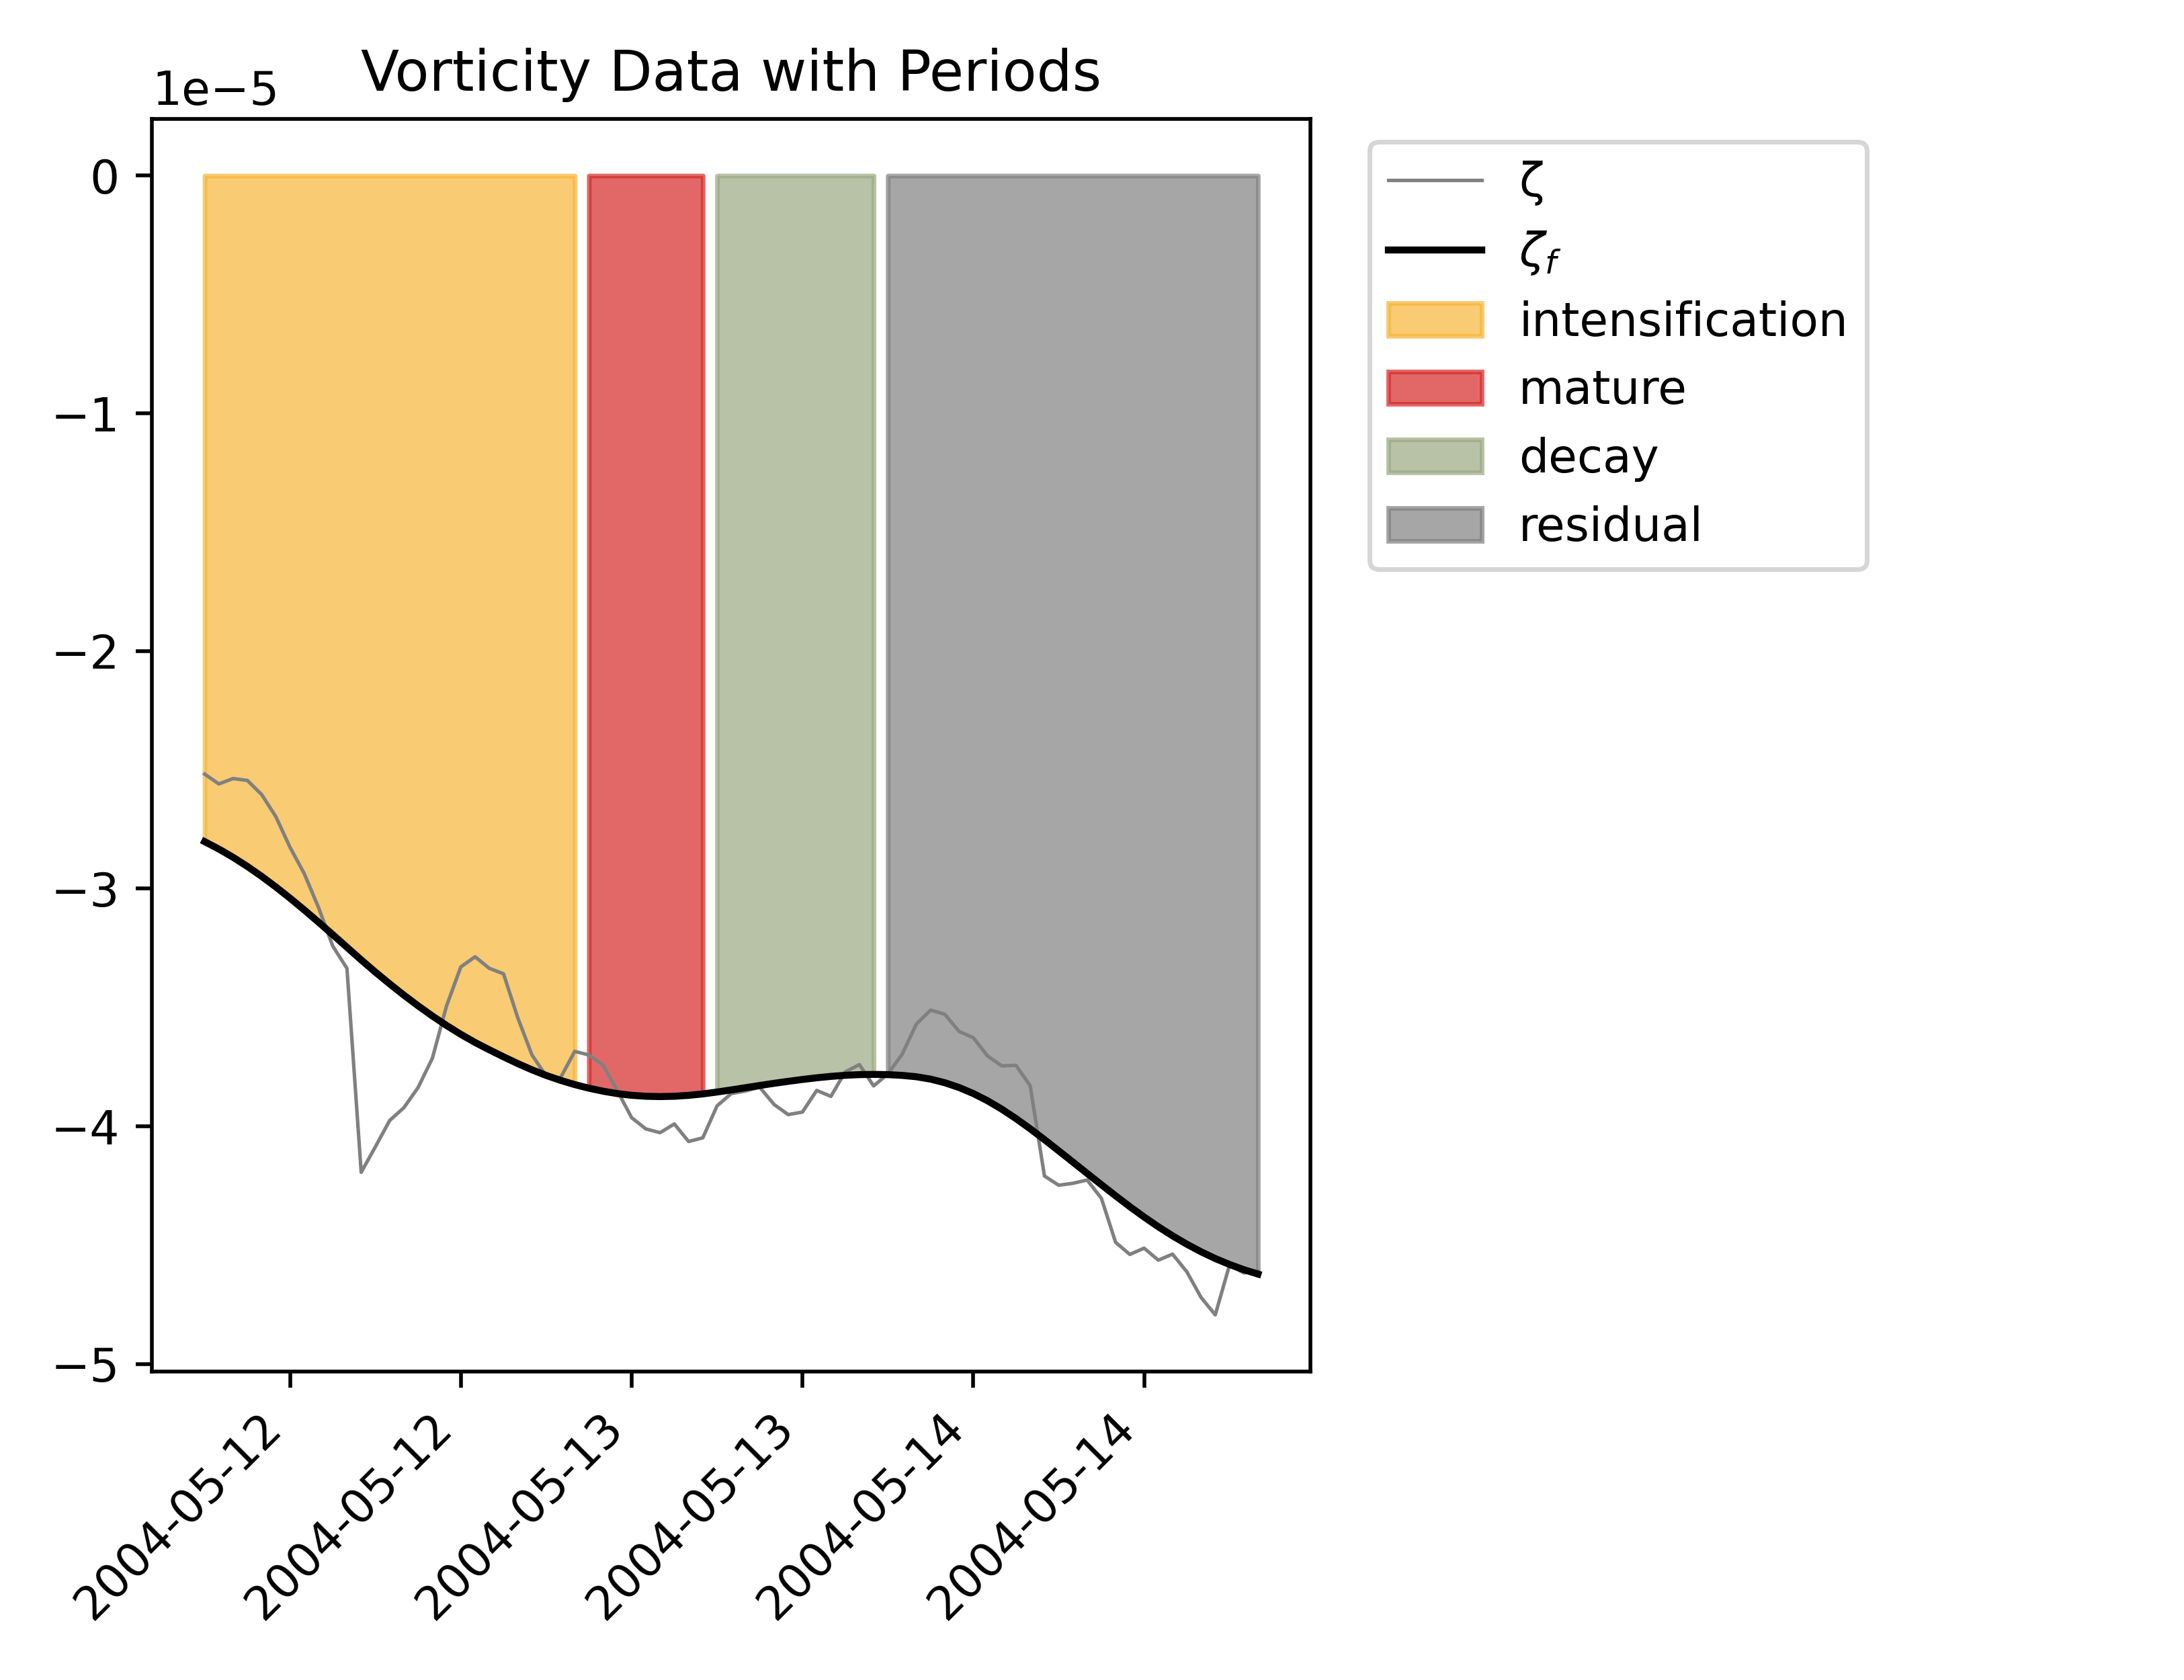 Vorticity Data with Periods
1e−5
0
−1
−2
−3
−4
−5
2004-05-12
2004-05-12
2004-05-13
2004-05-13
2004-05-14
2004-05-14
ζ
ζf
intensification
mature
decay
residual